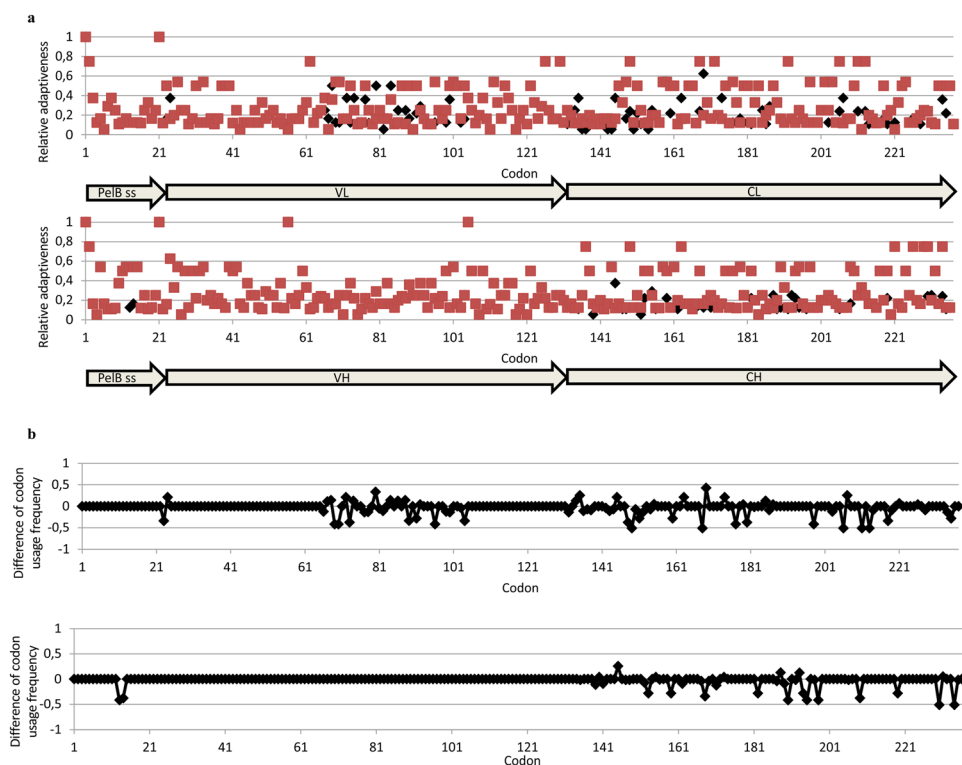 a
Relative adaptiveness
1
0,8
0,6
0,4
0,2
0
1 21 41 61 81 101 121 141 161 181 201 221
Codon
PelB ss VL CL
Relative adaptiveness
1
0,8
0,6
0,4
0,2
0
1 21 41 61 81 101 121 141 161 181 201 221
Codon
PelB ss VH CH
b
Difference of codon
usage frequency
1
0,5
0
-0,5
-1
1 21 41 61 81 101 121 141 161 181 201 221
Codon
Difference of codon
usage frequency
1
0,5
0
-0,5
-1
1 21 41 61 81 101 121 141 161 181 201 221
Codon